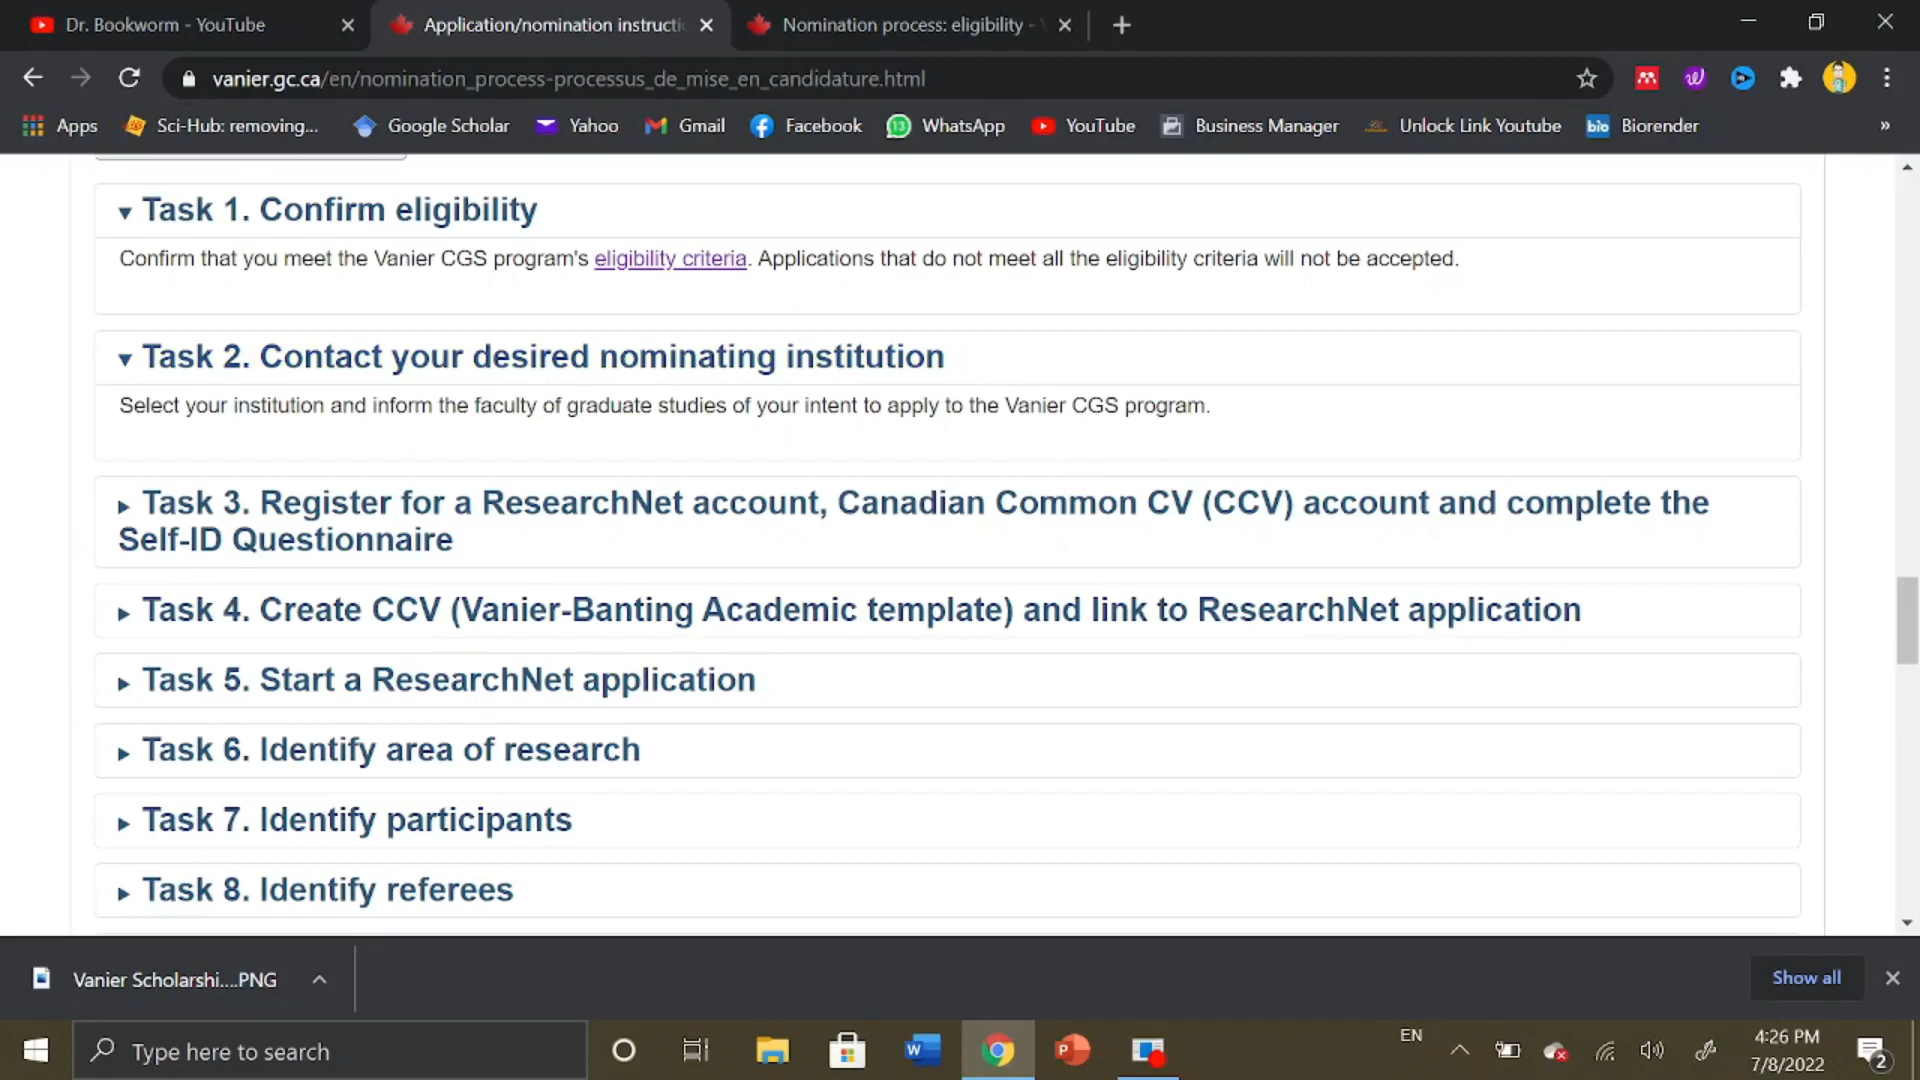 Dr. Bookworm - YouTube
Application/nomination instructi
Nomination process: eligibility -
vanier.gc.ca/en/nomination_process-processus_de_mise_en_candidature.html
Apps
Sci-Hub: removing...
Google Scholar
Yahoo
Gmail
Facebook
13
WhatsApp
YouTube
Business Manager
Unlock Link Youtube
bio
Biorender
»
Task 1. Confirm eligibility
Confirm that you meet the Vanier CGS program's eligibility criteria. Applications that do not meet all the eligibility criteria will not be accepted.
Task 2. Contact your desired nominating institution
Select your institution and inform the faculty of graduate studies of your intent to apply to the Vanier CGS program.
Task 3. Register for a ResearchNet account, Canadian Common CV (CCV) account and complete the
Self-ID Questionnaire
Task 4. Create CCV (Vanier-Banting Academic template) and link to ResearchNet application
Task 5. Start a ResearchNet application
Task 6. Identify area of research
Task 7. Identify participants
Task 8. Identify referees
Vanier Scholarshi....PNG
Show all
Type here to search
EN
4:26 PM
7/8/2022
2